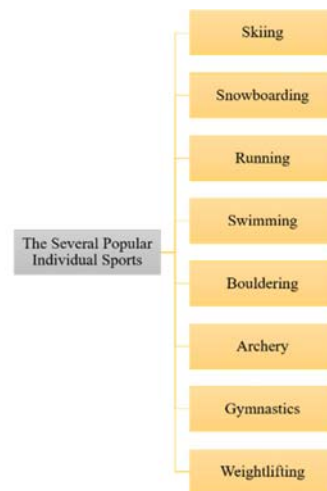 The Several Popular
Individual Sports
Skiing
Snowboarding
Running
Swimming
Bouldering
Archery
Gymnastics
Weightlifting